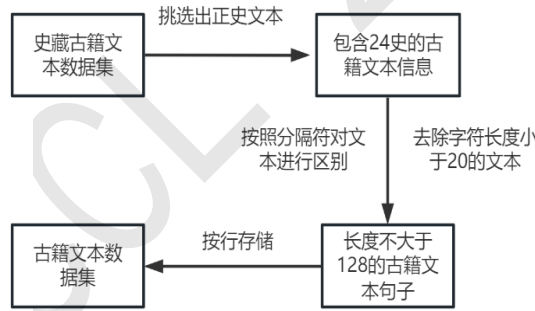 挑选出正史文本
史藏古籍文
本数据集
包含24史的古
籍文本信息
按照分隔符对文
本进行区别
去除字符长度小
于20的文本
古籍文本数
据集
按行存储
长度不大于
128的古籍文
本句子
CCL